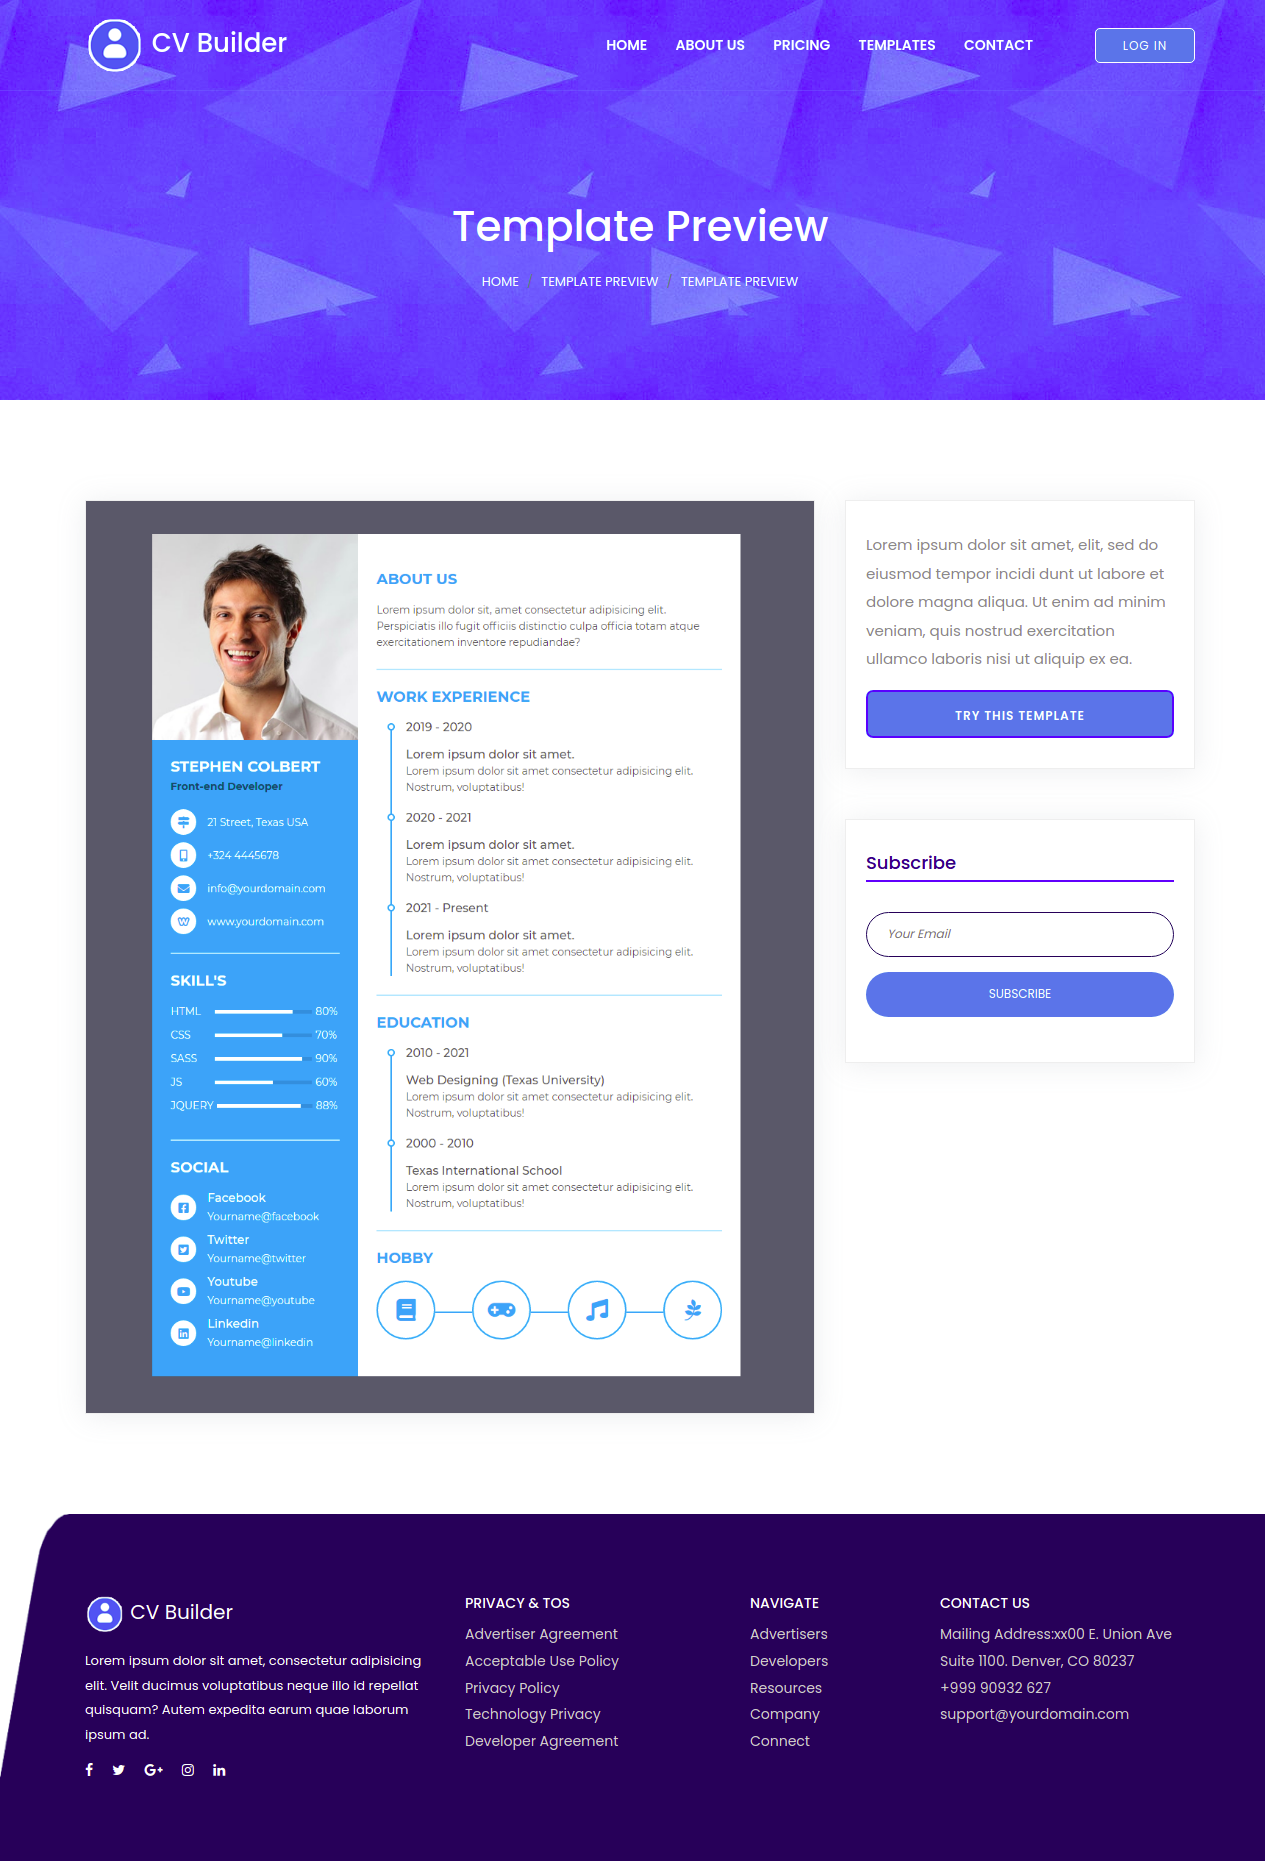 CV Builder
HOME
ABOUT US
PRICING
TEMPLATES
CONTACT
LOG IN
Template Preview
HOME / TEMPLATE PREVIEW / TEMPLATE PREVIEW
STEPHEN COLBERT
Front-end Developer
21 Street, Texas USA
+324 4445678
info@yourdomain.com
www.yourdomain.com
SKILL'S
HTML 80%
CSS 70%
SASS 90%
JS 60%
JQUERY 88%
SOCIAL
Facebook
Yourname@facebook
Twitter
Yourname@twitter
Youtube
Yourname@youtube
Linkedin
Yourname@linkedin
ABOUT US
Lorem ipsum dolor sit, amet consectetur adipisicing elit.
Perspiciatis illo fugit officiis distinctio culpa officia totam atque
exercitationem inventore repudiandae?
WORK EXPERIENCE
2019 - 2020
Lorem ipsum dolor sit amet.
Lorem ipsum dolor sit amet consectetur adipisicing elit.
Nostrum, voluptatibus!
2020 - 2021
Lorem ipsum dolor sit amet.
Lorem ipsum dolor sit amet consectetur adipisicing elit.
Nostrum, voluptatibus!
2021 - Present
Lorem ipsum dolor sit amet.
Lorem ipsum dolor sit amet consectetur adipisicing elit.
Nostrum, voluptatibus!
EDUCATION
2010 - 2021
Web Designing (Texas University)
Lorem ipsum dolor sit amet consectetur adipisicing elit.
Nostrum, voluptatibus!
2000 - 2010
Texas International School
Lorem ipsum dolor sit amet consectetur adipisicing elit.
Nostrum, voluptatibus!
HOBBY
Lorem ipsum dolor sit amet, elit, sed do
eiusmod tempor incidi dunt ut labore et
dolore magna aliqua. Ut enim ad minim
veniam, quis nostrud exercitation
ullamco laboris nisi ut aliquip ex ea.
TRY THIS TEMPLATE
Subscribe
Your Email
SUBSCRIBE
CV Builder
Lorem ipsum dolor sit amet, consectetur adipisicing
elit. Velit ducimus voluptatibus neque illo id repellat
quisquam? Autem expedita earum quae laborum
ipsum ad.
PRIVACY & TOS
Advertiser Agreement
Acceptable Use Policy
Privacy Policy
Technology Privacy
Developer Agreement
NAVIGATE
Advertisers
Developers
Resources
Company
Connect
CONTACT US
Mailing Address:xx00 E. Union Ave
Suite 1100. Denver, CO 80237
+999 90932 627
support@yourdomain.com